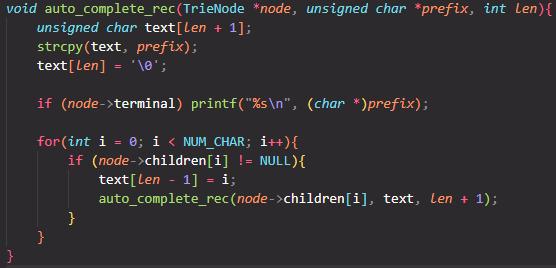 void auto_complete_rec(TrieNode *node, unsigned char *prefix, int len){
    unsigned char text[len + 1];
    strcpy(text, prefix);
    text[len] = '\0';

    if (node->terminal) printf("%s\n", (char *)prefix);

    for(int i = 0; i < NUM_CHAR; i++){
        if (node->children[i] != NULL){
            text[len - 1] = i;
            auto_complete_rec(node->children[i], text, len + 1);
        }
    }
}